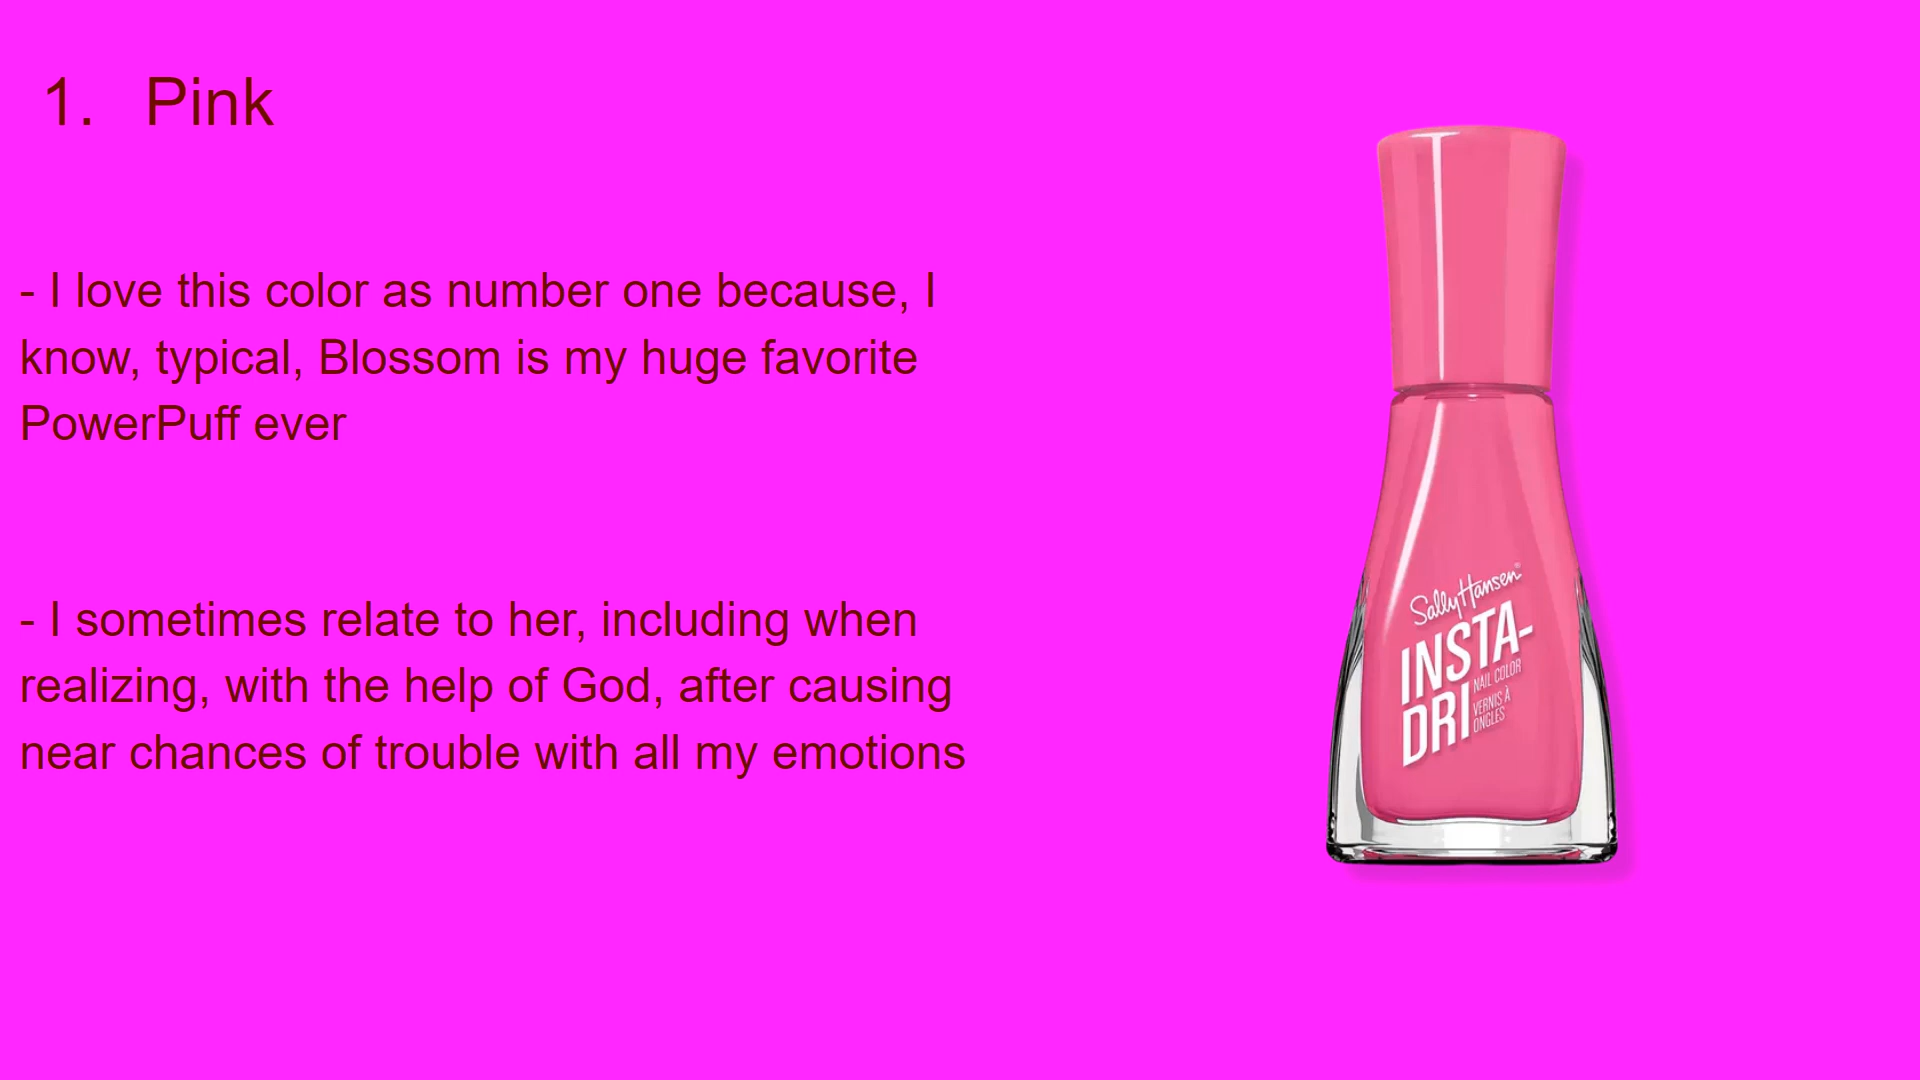 1. Pink
- I love this color as number one because, I
know, typical, Blossom is my huge favorite
PowerPuff ever
- I sometimes relate to her, including when
realizing, with the help of God, after causing
near chances of trouble with all my emotions
Sally Hansen®
INSTA-
DRI
NAIL COLOR
VERNIS À
ONGLES